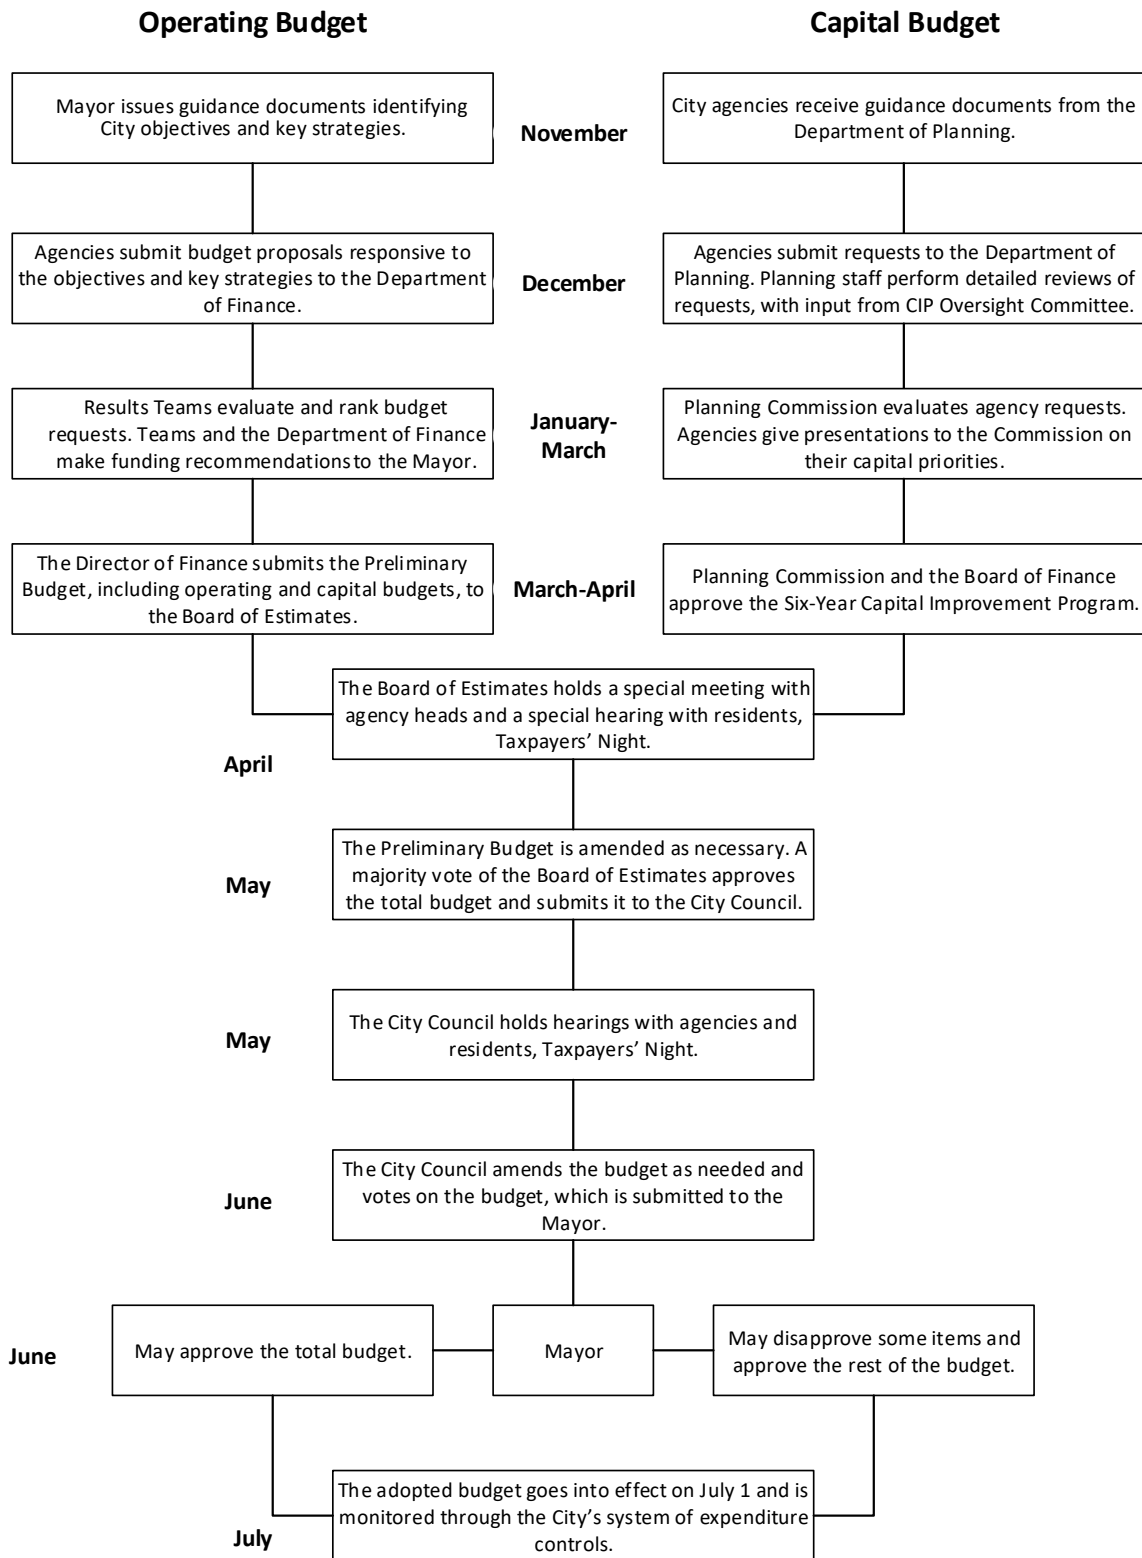 Operating Budget
Capital Budget
Mayor issues guidance documents identifying
City objectives and key strategies.
November
City agencies receive guidance documents from the
Department of Planning.
Agencies submit budget proposals responsive to
the objectives and key strategies to the Department
of Finance.
December
Agencies submit requests to the Department of
Planning. Planning staff perform detailed reviews of
requests, with input from CIP Oversight Committee.
Results Teams evaluate and rank budget
requests. Teams and the Department of Finance
make funding recommendations to the Mayor.
January-
March
Planning Commission evaluates agency requests.
Agencies give presentations to the Commission on
their capital priorities.
The Director of Finance submits the Preliminary
Budget, including operating and capital budgets, to
the Board of Estimates.
March-April
Planning Commission and the Board of Finance
approve the Six-Year Capital Improvement Program.
The Board of Estimates holds a special meeting with
agency heads and a special hearing with residents,
Taxpayers’ Night.
April
The Preliminary Budget is amended as necessary. A
majority vote of the Board of Estimates approves
the total budget and submits it to the City Council.
May
The City Council holds hearings with agencies and
residents, Taxpayers’ Night.
May
The City Council amends the budget as needed and
votes on the budget, which is submitted to the
Mayor.
June
June
May approve the total budget.
Mayor
May disapprove some items and
approve the rest of the budget.
The adopted budget goes into effect on July 1 and is
monitored through the City’s system of expenditure
controls.
July